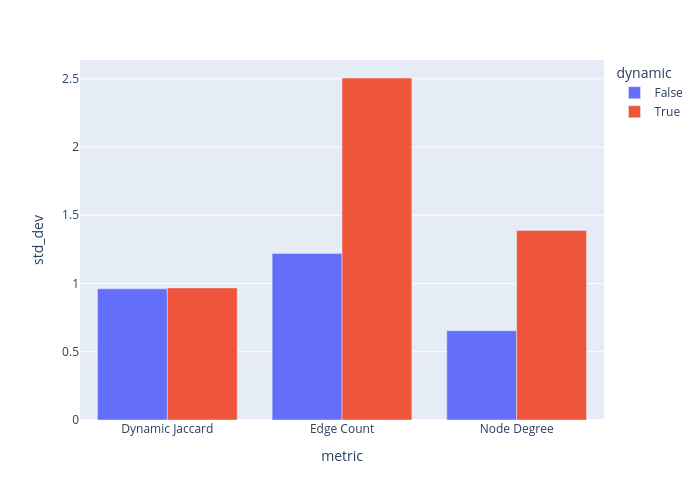 dynamic
False
True
std_dev
2.5
2
1.5
1
0.5
0
Dynamic Jaccard
Edge Count
Node Degree
metric